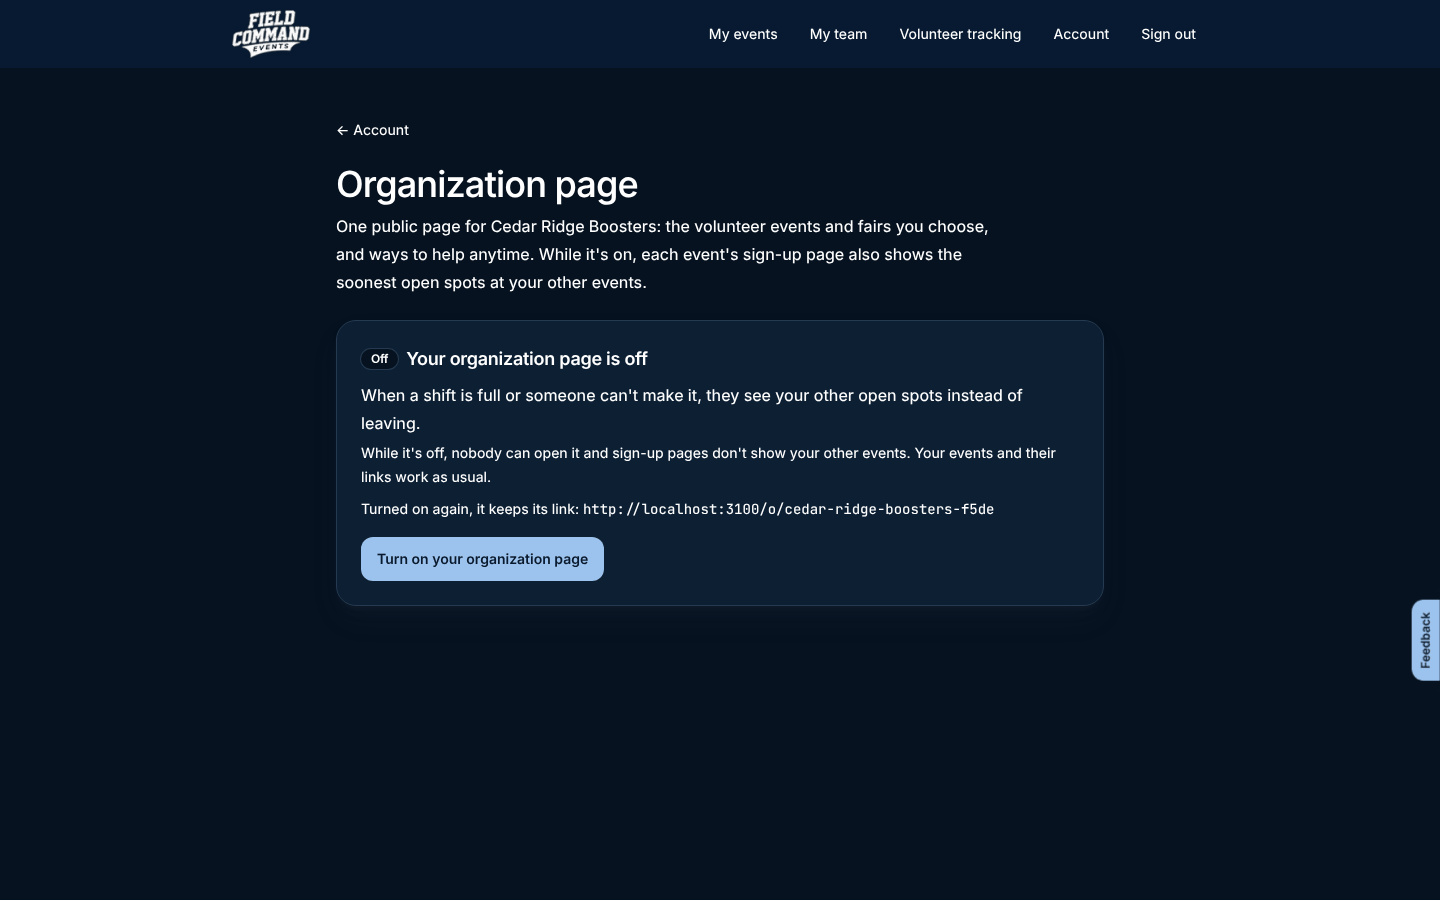 FIELD
COMMAND
EVENTS
My events
My team
Volunteer tracking
Account
Sign out
← Account
Organization page
One public page for Cedar Ridge Boosters: the volunteer events and fairs you choose,
and ways to help anytime. While it's on, each event's sign-up page also shows the
soonest open spots at your other events.
Off Your organization page is off
When a shift is full or someone can't make it, they see your other open spots instead of
leaving.
While it's off, nobody can open it and sign-up pages don't show your other events. Your events and their
links work as usual.
Turned on again, it keeps its link: http://localhost:3100/o/cedar-ridge-boosters-f5de
Turn on your organization page
Feedback